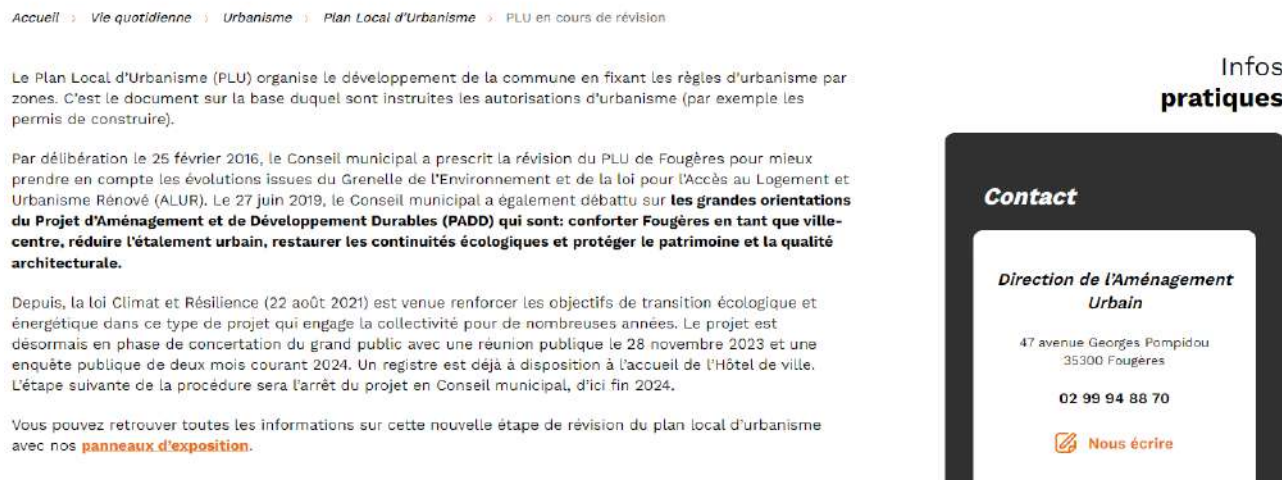 Accueil > Vie quotidienne > Urbanisme > Plan Local d'Urbanisme > PLU en cours de révision
Le Plan Local d'Urbanisme (PLU) organise le développement de la commune en fixant les règles d'urbanisme par
zones. C'est le document sur la base duquel sont instruites les autorisations d'urbanisme (par exemple les
permis de construire).
Par délibération le 25 février 2016, le Conseil municipal a prescrit la révision du PLU de Fougères pour mieux
prendre en compte les évolutions issues du Grenelle de l'Environnement et de la loi pour l'Accès au Logement et
Urbanisme Rénové (ALUR). Le 27 juin 2019, le Conseil municipal a également débattu sur les grandes orientations
du Projet d'Aménagement et de Développement Durables (PADD) qui sont: conforter Fougères en tant que ville-
centre, réduire l'étalement urbain, restaurer les continuités écologiques et protéger le patrimoine et la qualité
architecturale.
Depuis, la loi Climat et Résilience (22 août 2021) est venue renforcer les objectifs de transition écologique et
énergétique dans ce type de projet qui engage la collectivité pour de nombreuses années. Le projet est
désormais en phase de concertation du grand public avec une réunion publique le 28 novembre 2023 et une
enquête publique de deux mois courant 2024. Un registre est déjà à disposition à l'accueil de l'Hôtel de ville.
L'étape suivante de la procédure sera l'arrêt du projet en Conseil municipal, d'ici fin 2024.
Vous pouvez retrouver toutes les informations sur cette nouvelle étape de révision du plan local d'urbanisme
avec nos panneaux d'exposition.
Infos
pratiques
Contact
Direction de l'Aménagement
Urbain
47 avenue Georges Pompidou
35300 Fougères
02 99 94 88 70
Nous écrire